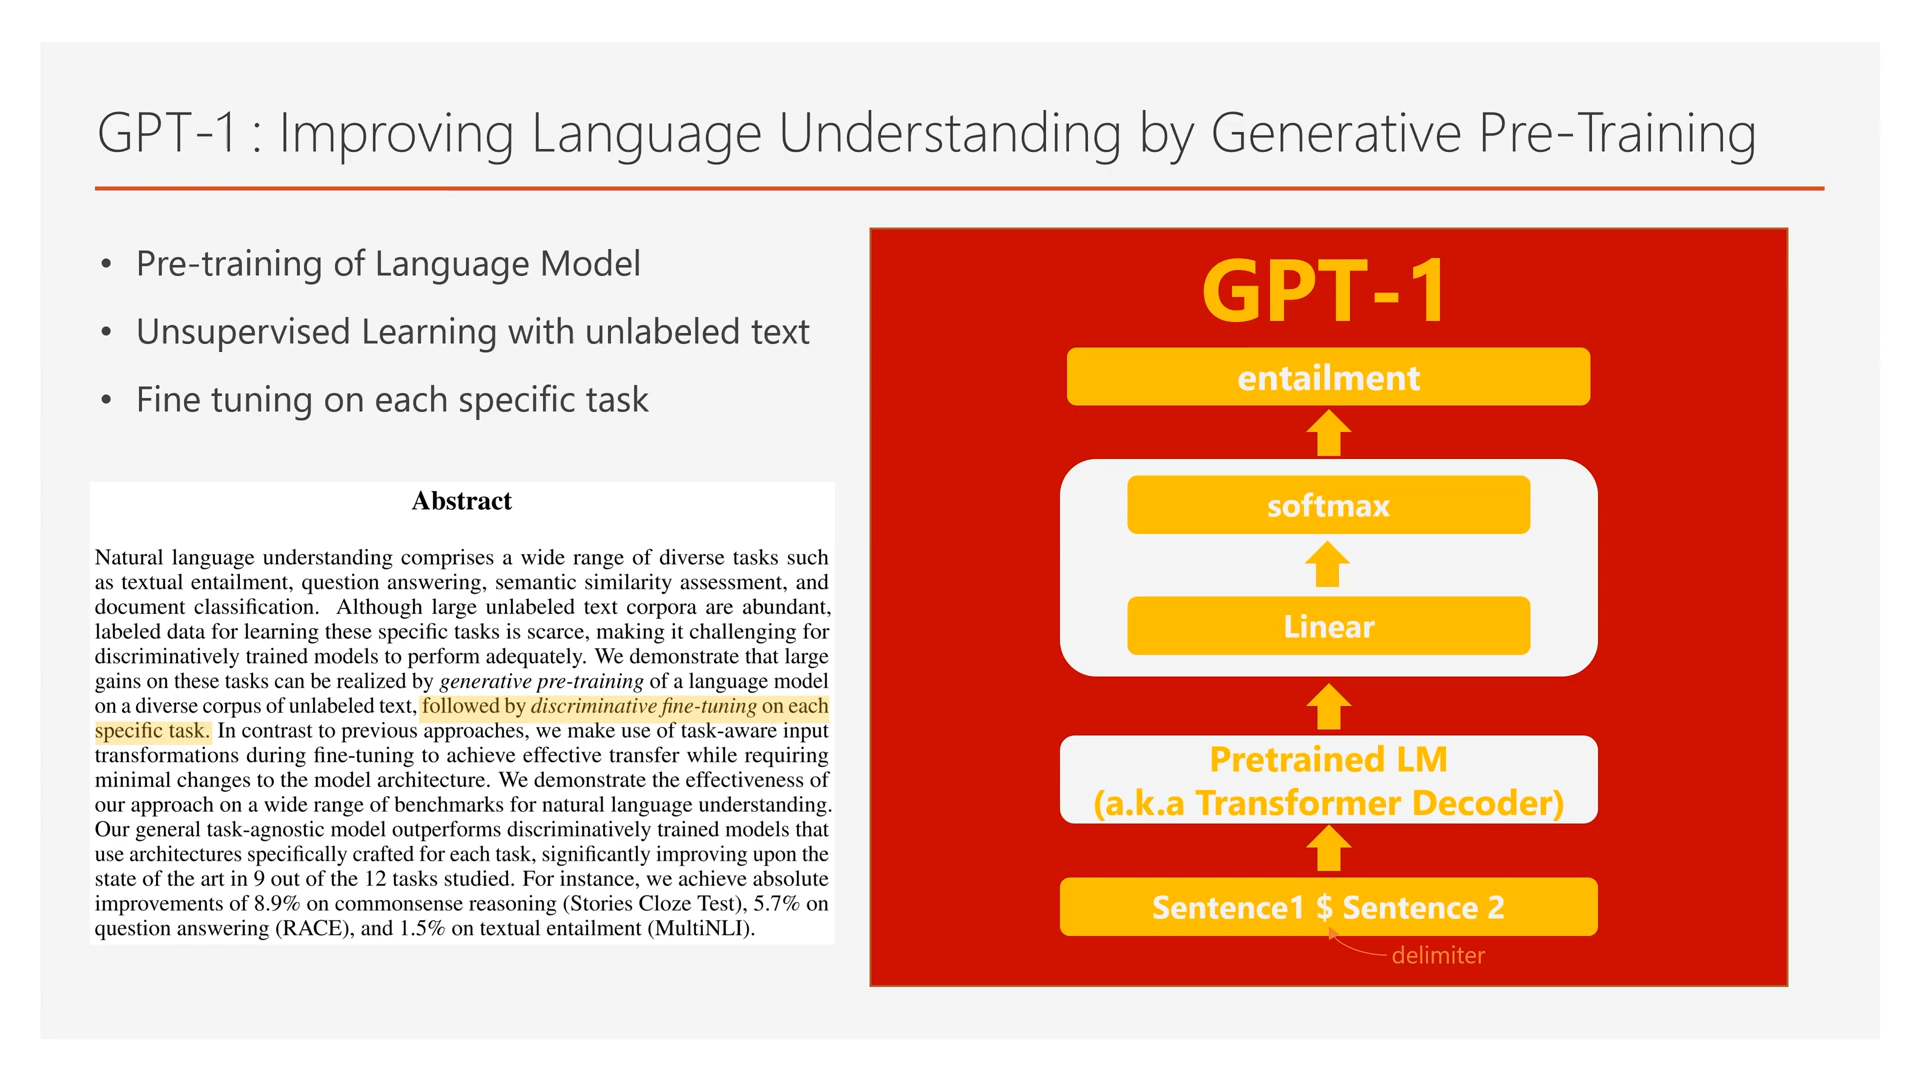 GPT-1 : Improving Language Understanding by Generative Pre-Training
• Pre-training of Language Model
• Unsupervised Learning with unlabeled text
• Fine tuning on each specific task
Abstract
Natural language understanding comprises a wide range of diverse tasks such
as textual entailment, question answering, semantic similarity assessment, and
document classification. Although large unlabeled text corpora are abundant,
labeled data for learning these specific tasks is scarce, making it challenging for
discriminatively trained models to perform adequately. We demonstrate that large
gains on these tasks can be realized by generative pre-training of a language model
on a diverse corpus of unlabeled text, followed by discriminative fine-tuning on each
specific task. In contrast to previous approaches, we make use of task-aware input
transformations during fine-tuning to achieve effective transfer while requiring
minimal changes to the model architecture. We demonstrate the effectiveness of
our approach on a wide range of benchmarks for natural language understanding.
Our general task-agnostic model outperforms discriminatively trained models that
use architectures specifically crafted for each task, significantly improving upon the
state of the art in 9 out of the 12 tasks studied. For instance, we achieve absolute
improvements of 8.9% on commonsense reasoning (Stories Cloze Test), 5.7% on
question answering (RACE), and 1.5% on textual entailment (MultiNLI).
GPT-1
entailment
softmax
Linear
Pretrained LM
(a.k.a Transformer Decoder)
Sentence1 $ Sentence 2
delimiter